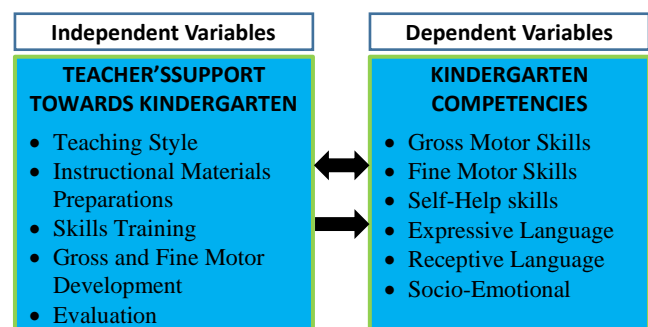 Independent Variables
Dependent Variables
TEACHER'SSUPPORT
TOWARDS KINDERGARTEN
• Teaching Style
• Instructional Materials
Preparations
• Skills Training
• Gross and Fine Motor
Development
• Evaluation
KINDERGARTEN
COMPETENCIES
• Gross Motor Skills
• Fine Motor Skills
• Self-Help skills
• Expressive Language
• Receptive Language
• Socio-Emotional